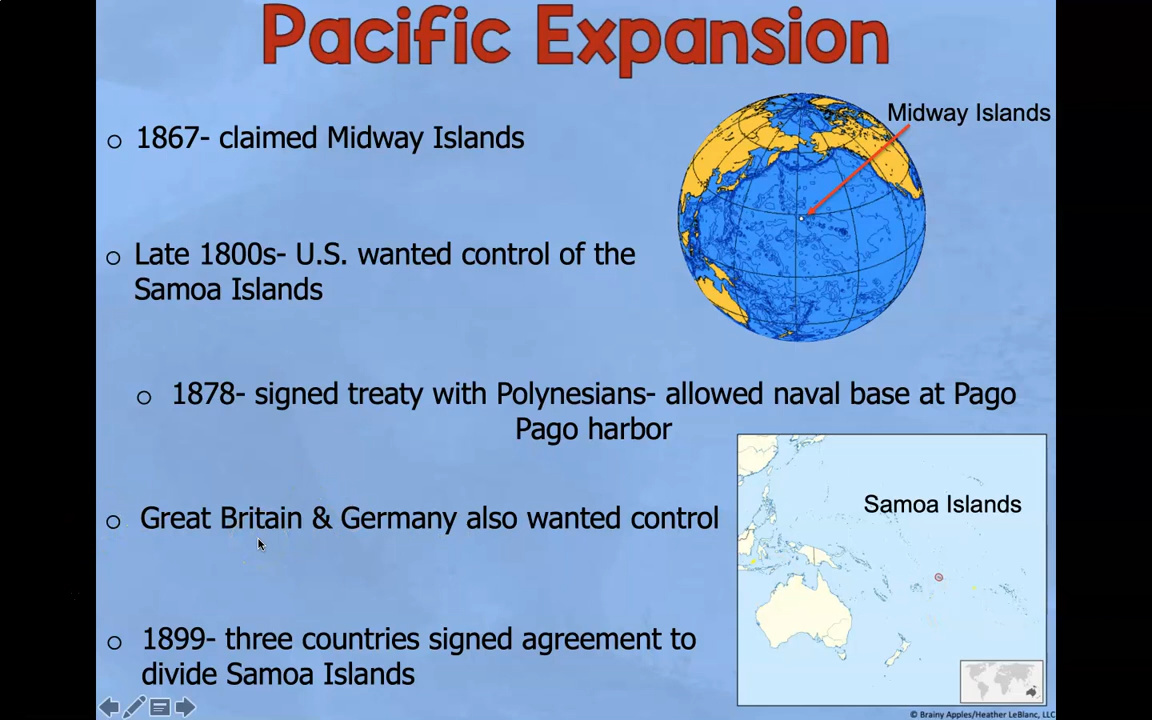 Pacific Expansion
Midway Islands
o 1867- claimed Midway Islands
o Late 1800s- U.S. wanted control of the
Samoa Islands
o 1878- signed treaty with Polynesians- allowed naval base at Pago
Pago harbor
Samoa Islands
o Great Britain & Germany also wanted control
o 1899- three countries signed agreement to
divide Samoa Islands
© Brainy Apples/Heather LeBlanc, LLC